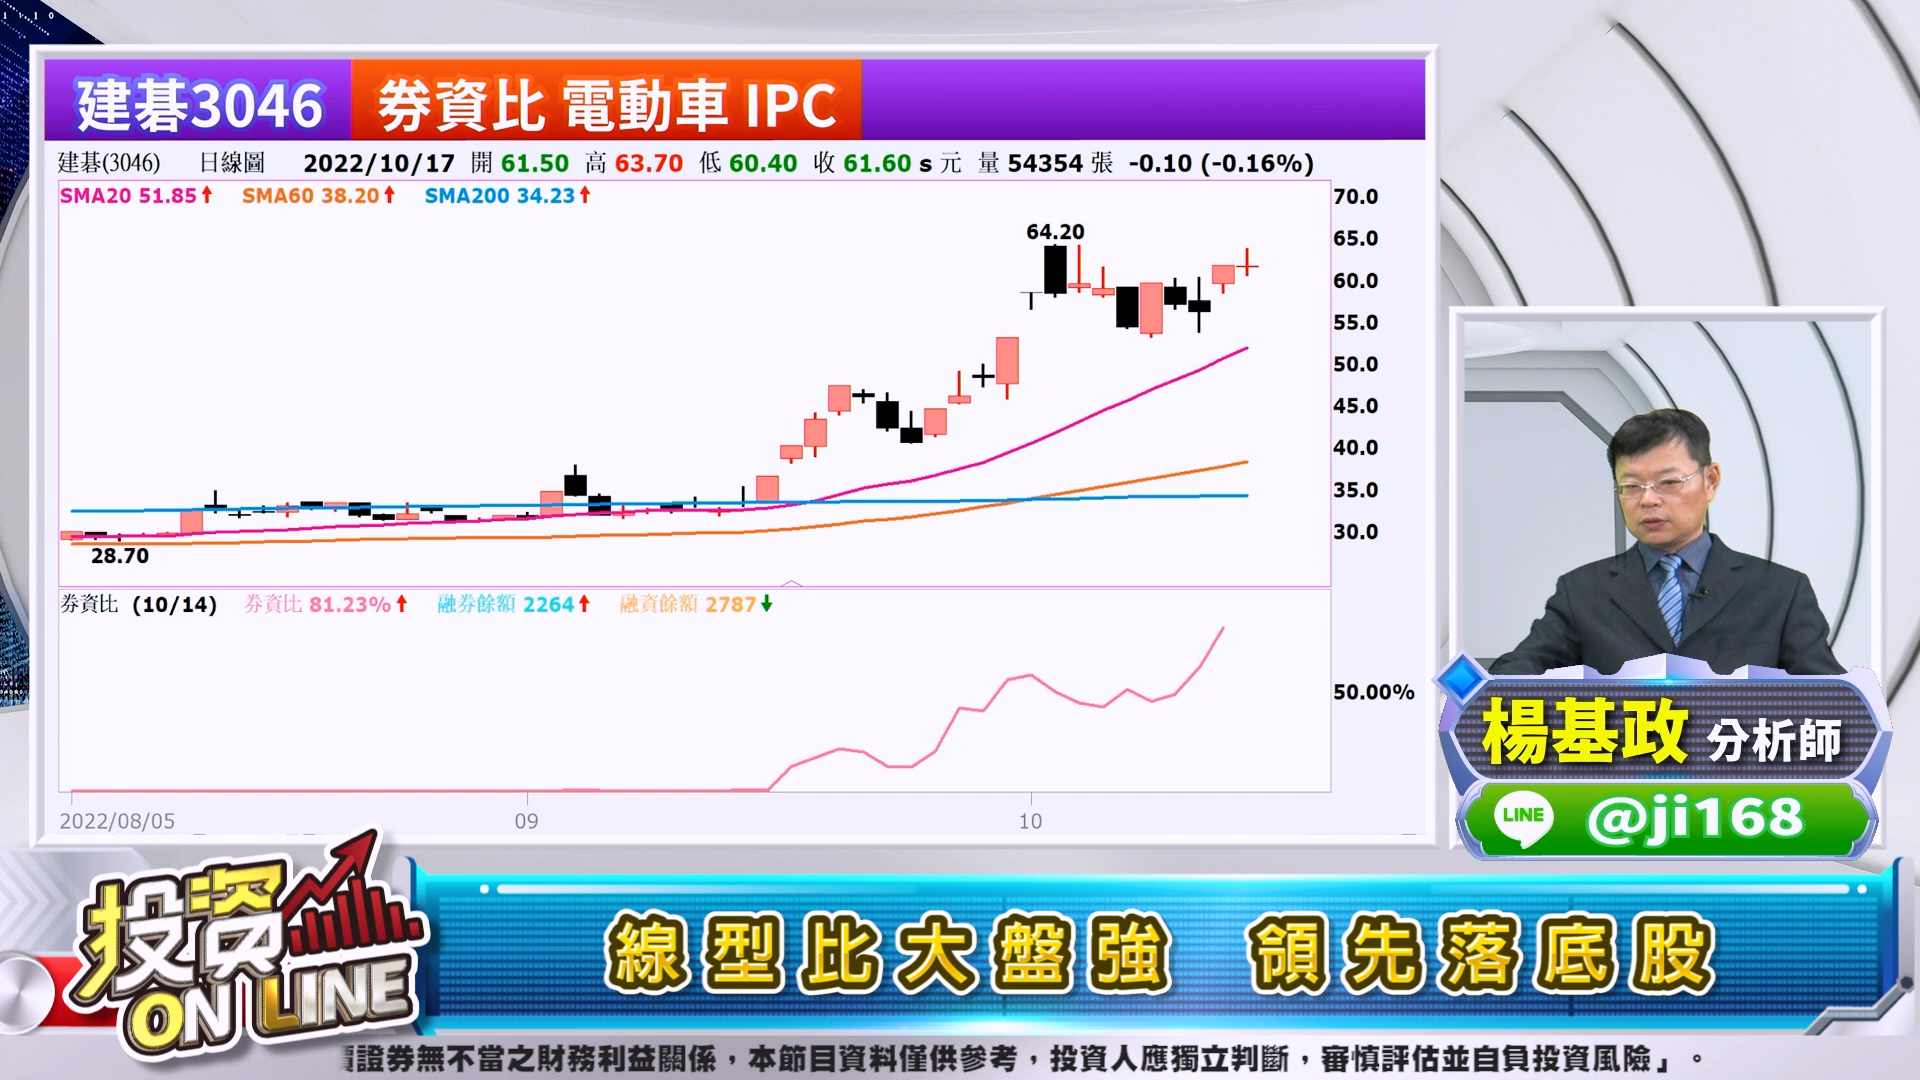 建碁3046 券資比 電動車 IPC
建碁(3046) 日線圖 2022/10/17 開 61.50 高 63.70 低 60.40 收 61.60 s 元 量 54354 張 -0.10 (-0.16%)
SMA20 51.85↑ SMA60 38.20↑ SMA200 34.23↑
70.0
64.20
65.0
60.0
55.0
50.0
45.0
40.0
35.0
30.0
28.70
券資比 (10/14) 券資比 81.23%↑ 融券餘額 2264↑ 融資餘額 2787↓
50.00%
2022/08/05 09 10
楊基政 分析師
LINE @ji168
投資
ON LINE
線型比大盤強 領先落底股
證券無不當之財務利益關係，本節目資料僅供參考，投資人應獨立判斷，審慎評估並自負投資風險」。